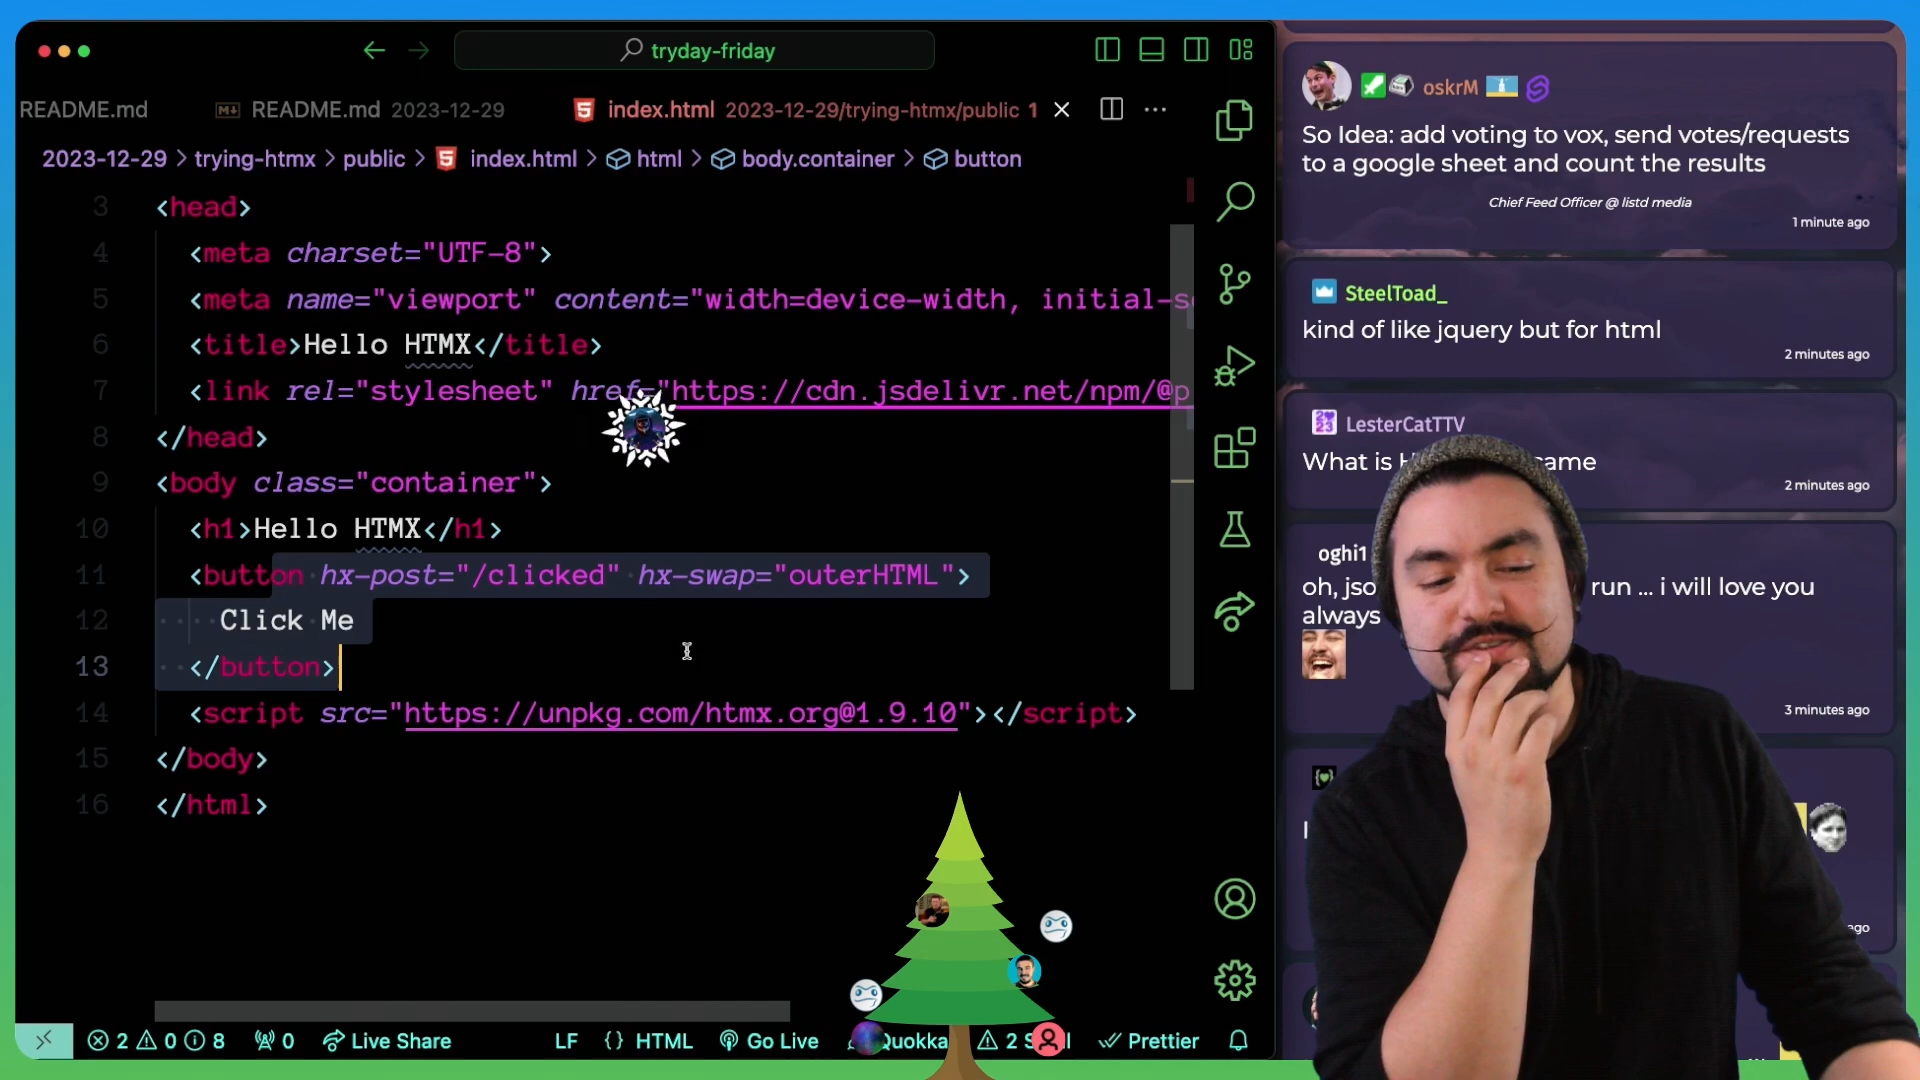 tryday-friday
README.md
README.md 2023-12-29
index.html 2023-12-29/trying-htmx/public 1
2023-12-29 > trying-htmx > public > index.html > html > body.container > button
3 <head>
4 <meta charset="UTF-8">
5 <meta name="viewport" content="width=device-width, initial-s
6 <title>Hello HTMX</title>
7 <link rel="stylesheet" href="https://cdn.jsdelivr.net/npm/@p
8 </head>
9 <body class="container">
10 <h1>Hello HTMX</h1>
11 <button hx-post="/clicked" hx-swap="outerHTML">
12 Click Me
13 </button>
14 <script src="https://unpkg.com/htmx.org@1.9.10"></script>
15 </body>
16 </html>
2 0 8 0 Live Share LF {} HTML Go Live Quokka 2 Prettier
oskrM
So Idea: add voting to vox, send votes/requests
to a google sheet and count the results
Chief Feed Officer @ listd media
1 minute ago
SteelToad_
kind of like jquery but for html
2 minutes ago
LesterCatTTV
What is
2 minutes ago
oghi1
oh, run ... i will love you
always
3 minutes ago